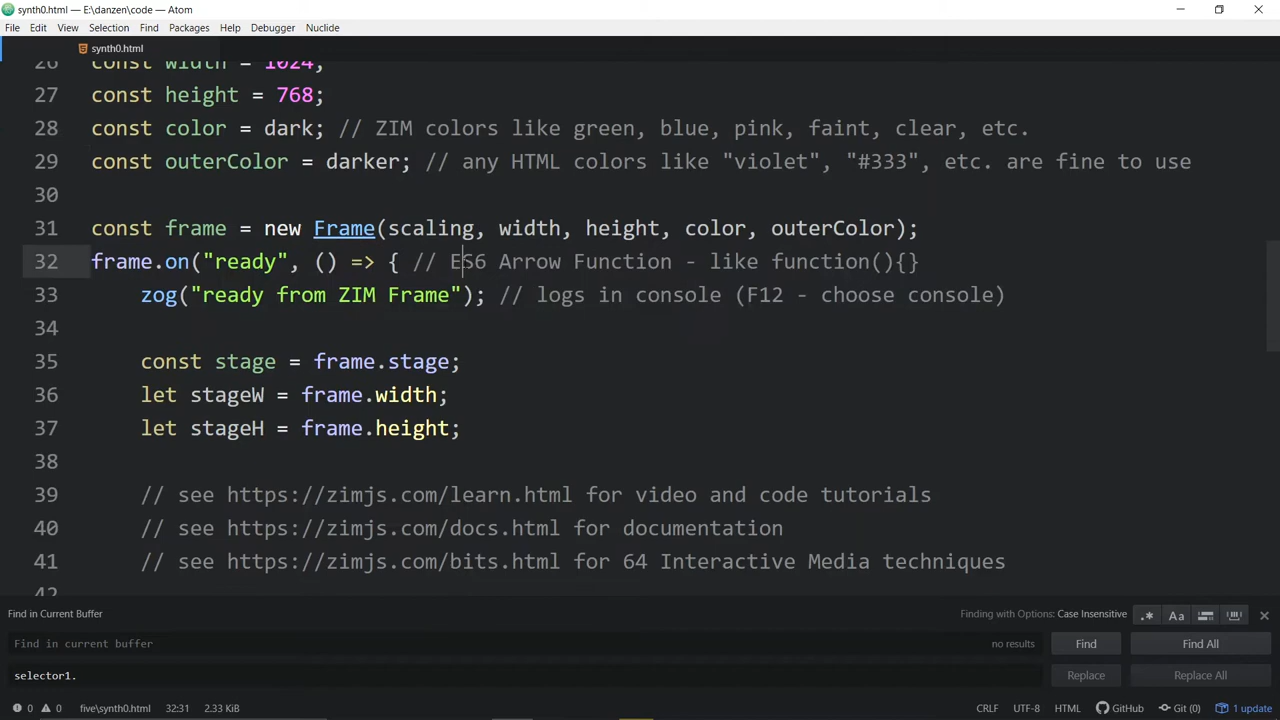 synth0.html — E:\danzen\code — Atom
File Edit View Selection Find Packages Help Debugger Nuclide
synth0.html
26 const width = 1024;
27 const height = 768;
28 const color = dark; // ZIM colors like green, blue, pink, faint, clear, etc.
29 const outerColor = darker; // any HTML colors like "violet", "#333", etc. are fine to use
30
31 const frame = new Frame(scaling, width, height, color, outerColor);
32 frame.on("ready", () => { // ES6 Arrow Function - like function(){}
33 zog("ready from ZIM Frame"); // logs in console (F12 - choose console)
34
35 const stage = frame.stage;
36 let stageW = frame.width;
37 let stageH = frame.height;
38
39 // see https://zimjs.com/learn.html for video and code tutorials
40 // see https://zimjs.com/docs.html for documentation
41 // see https://zimjs.com/bits.html for 64 Interactive Media techniques
42
Find in Current Buffer Finding with Options: Case Insensitive .* Aa
Find in current buffer no results Find Find All
selector1. Replace Replace All
0 0 five\synth0.html 32:31 2.33 KiB CRLF UTF-8 HTML GitHub Git (0) 1 update